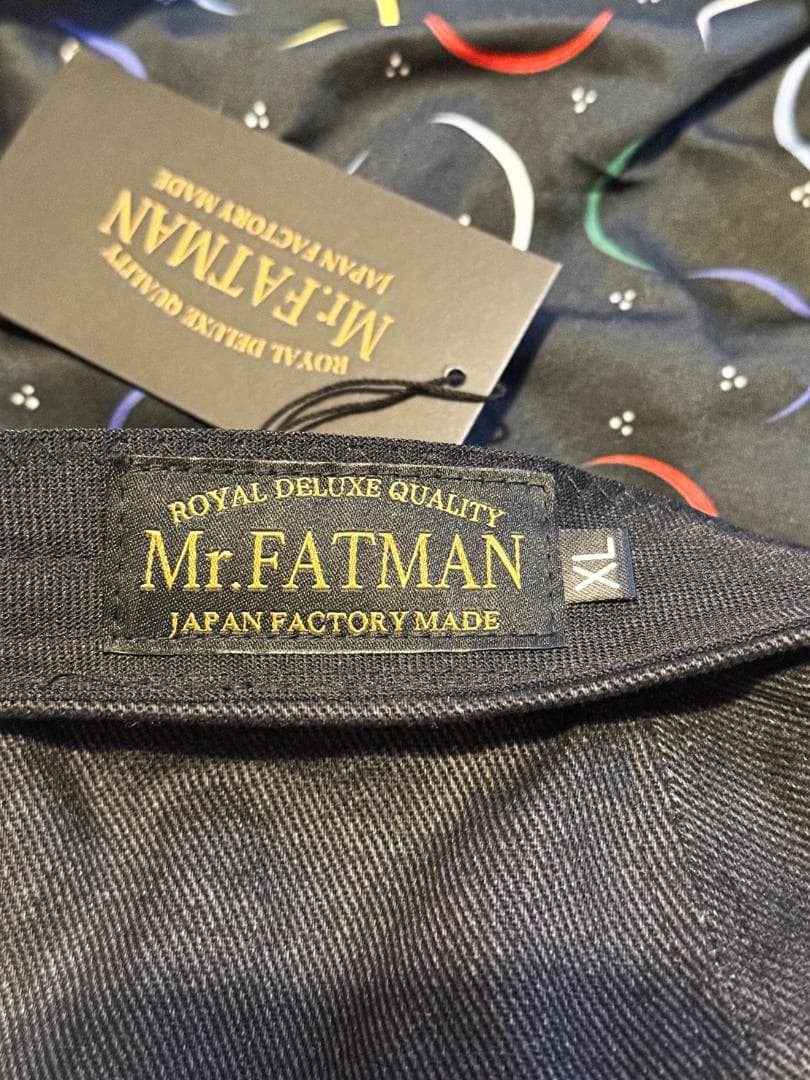 ROYAL DELUXE QUALITY
Mr.FATMAN
JAPAN FACTORY MADE
ROYAL DELUXE QUALITY
Mr.FATMAN
JAPAN FACTORY MADE
XL